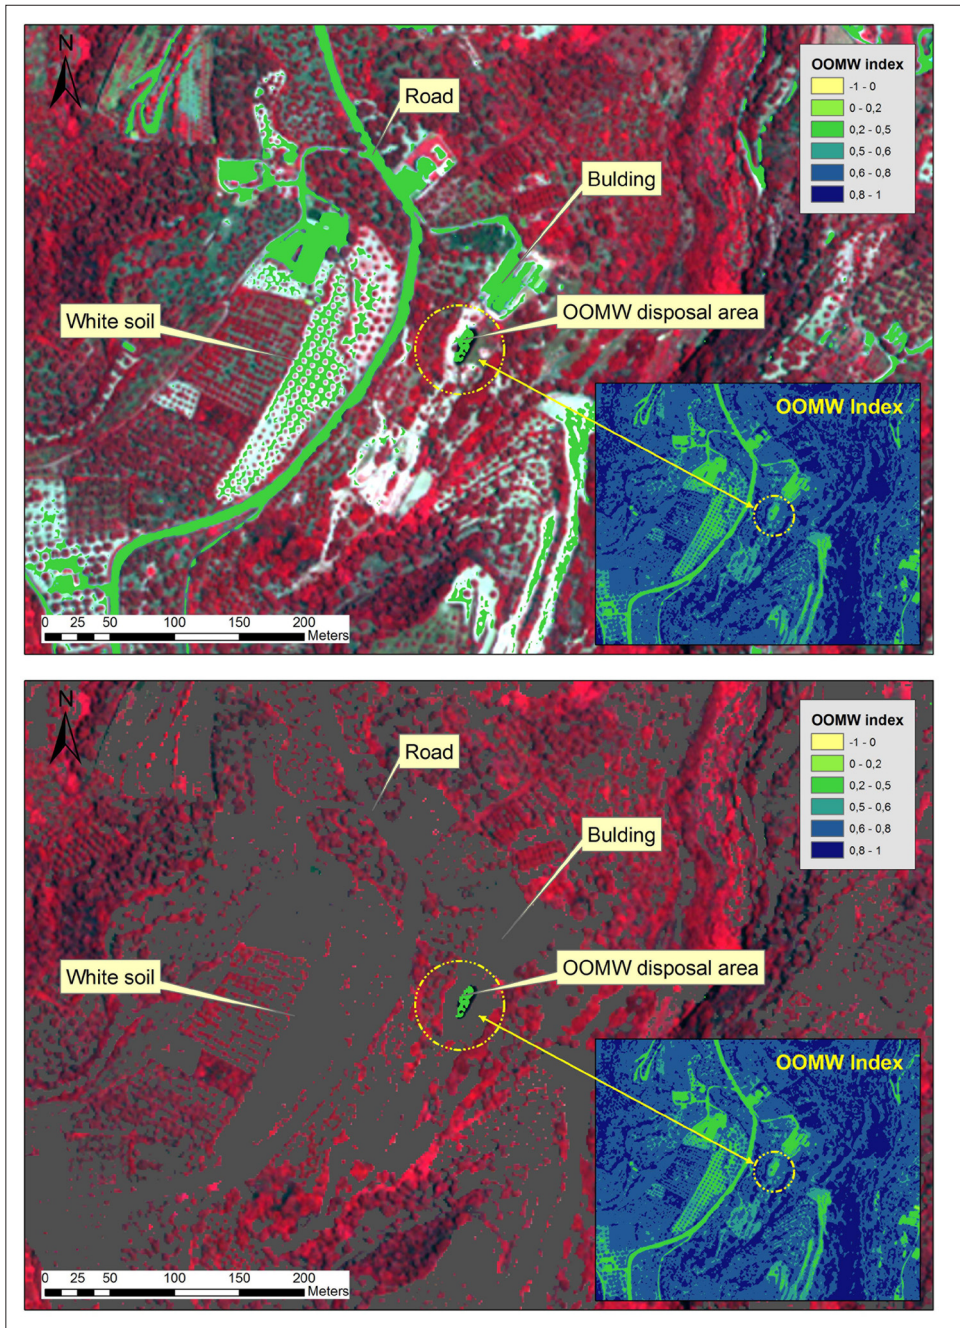 N
OOMW index
-1 - 0
0 - 0,2
0,2 - 0,5
0,5 - 0,6
0,6 - 0,8
0,8 - 1
Road
Bulding
White soil
OOMW disposal area
OOMW Index
0 25 50 100 150 200
Meters
N
OOMW index
-1 - 0
0 - 0,2
0,2 - 0,5
0,5 - 0,6
0,6 - 0,8
0,8 - 1
Road
Bulding
White soil
OOMW disposal area
OOMW Index
0 25 50 100 150 200
Meters